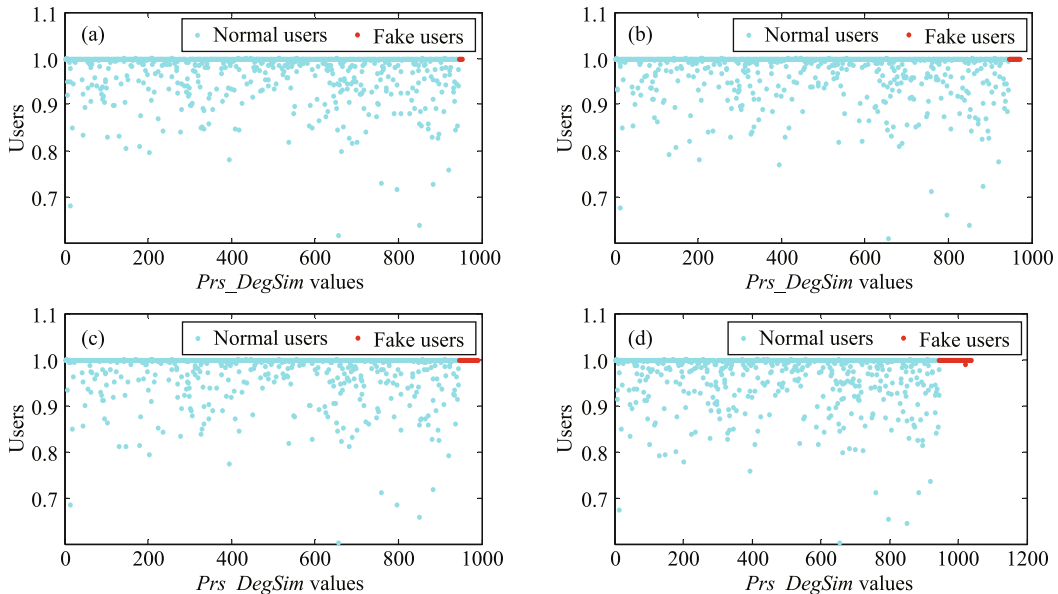 (a) Normal users Fake users
1.1
1.0
0.9
0.8
0.7
Users
0 200 400 600 800 1000
Prs_DegSim values
(b) Normal users Fake users
1.1
1.0
0.9
0.8
0.7
Users
0 200 400 600 800 1000
Prs_DegSim values
(c) Normal users Fake users
1.1
1.0
0.9
0.8
0.7
Users
0 200 400 600 800 1000
Prs_DegSim values
(d) Normal users Fake users
1.1
1.0
0.9
0.8
0.7
Users
0 200 400 600 800 1000 1200
Prs_DegSim values